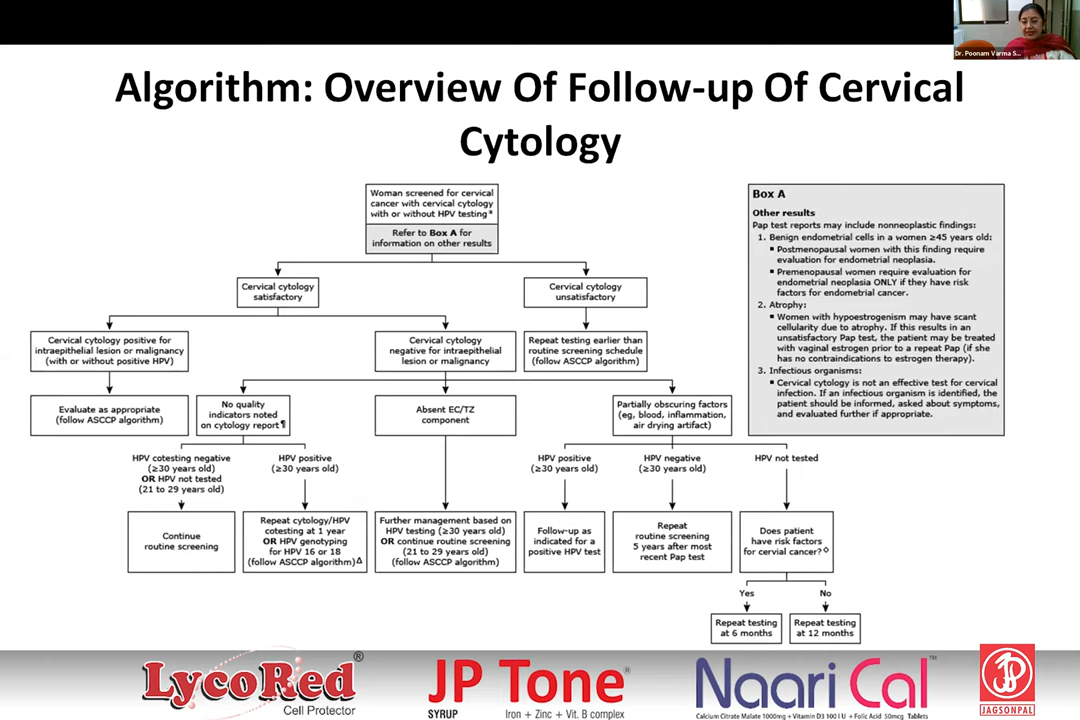 Dr. Poonam Varma S...
Algorithm: Overview Of Follow-up Of Cervical
Cytology
Woman screened for cervical
cancer with cervical cytology
with or without HPV testing*
Refer to Box A for
information on other results
Cervical cytology
satisfactory
Cervical cytology
unsatisfactory
Cervical cytology positive for
intraepithelial lesion or malignancy
(with or without positive HPV)
Cervical cytology
negative for intraepithelial
lesion or malignancy
Repeat testing earlier than
routine screening schedule
(follow ASCCP algorithm)
Evaluate as appropriate
(follow ASCCP algorithm)
No quality
indicators noted
on cytology report¶
Absent EC/TZ
component
Partially obscuring factors
(eg, blood, inflammation,
air drying artifact)
HPV cotesting negative
(≥30 years old)
OR HPV not tested
(21 to 29 years old)
HPV positive
(≥30 years old)
HPV positive
(≥30 years old)
HPV negative
(≥30 years old)
HPV not tested
Continue
routine screening
Repeat cytology/HPV
cotesting at 1 year
OR HPV genotyping
for HPV 16 or 18
(follow ASCCP algorithm)Δ
Further management based on
HPV testing (≥30 years old)
OR continue routine screening
(21 to 29 years old)
(follow ASCCP algorithm)
Follow-up as
indicated for a
positive HPV test
Repeat
routine screening
5 years after most
recent Pap test
Does patient
have risk factors
for cervial cancer?◊
Yes
No
Repeat testing
at 6 months
Repeat testing
at 12 months
Box A
Other results
Pap test reports may include nonneoplastic findings:
1. Benign endometrial cells in a women ≥45 years old:
▪ Postmenopausal women with this finding require
evaluation for endometrial neoplasia.
▪ Premenopausal women require evaluation for
endometrial neoplasia ONLY if they have risk
factors for endometrial cancer.
2. Atrophy:
▪ Women with hypoestrogenism may have scant
cellularity due to atrophy. If this results in an
unsatisfactory Pap test, the patient may be treated
with vaginal estrogen prior to a repeat Pap (if she
has no contraindications to estrogen therapy).
3. Infectious organisms:
▪ Cervical cytology is not an effective test for cervical
infection. If an infectious organism is identified, the
patient should be informed, asked about symptoms,
and evaluated further if appropriate.
LycoRed®
Cell Protector
JP Tone®
SYRUP Iron + Zinc + Vit. B complex
Naari Cal™
Calcium Citrate Malate 1000mg + Vitamin D3 100 I U + Folic Acid 50mcg Tablets
JP
JAGSONPAL